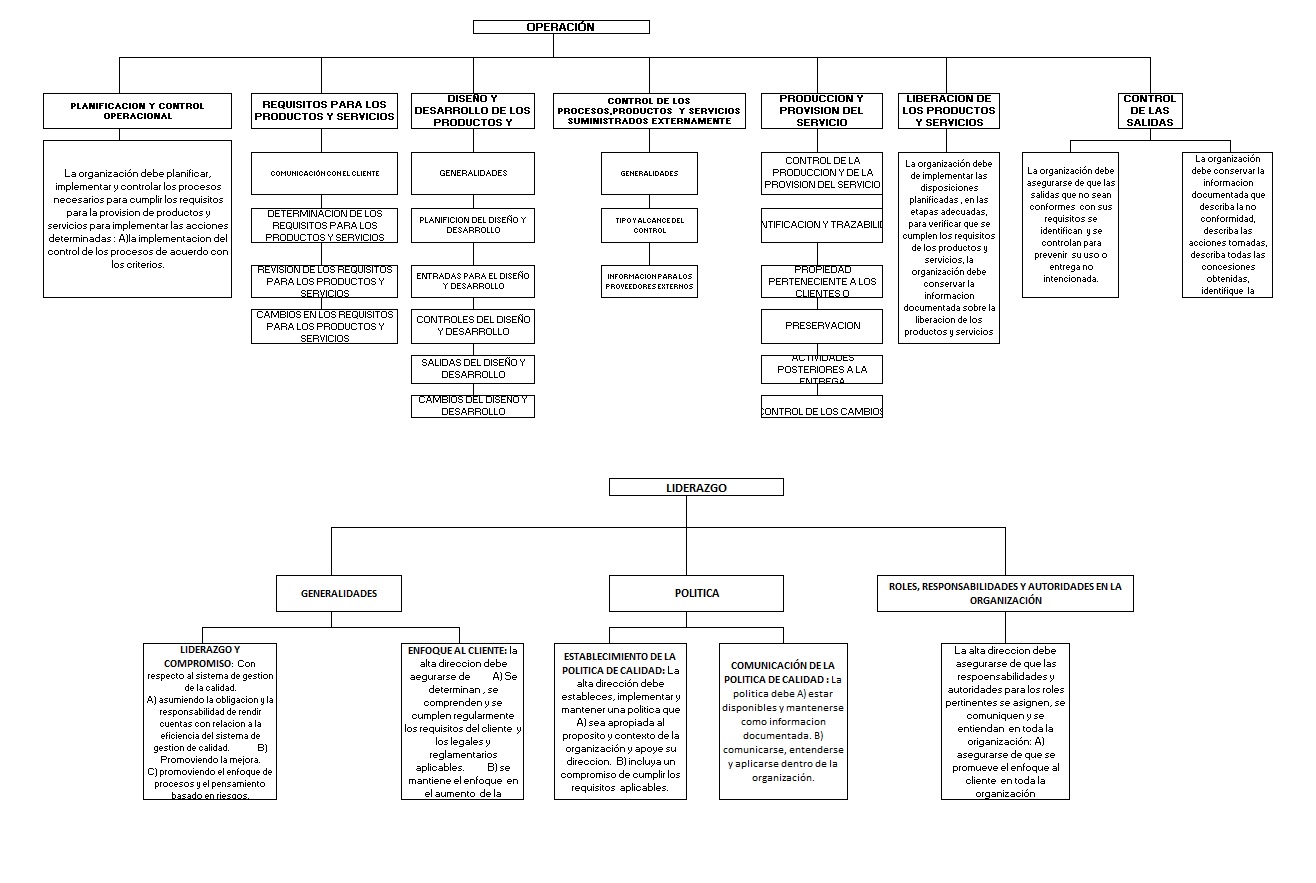 OPERACIÓN
PLANIFICACION Y CONTROL
OPERACIONAL
La organización debe planificar,
implementar y controlar los procesos
necesarios para cumplir los requisitos
para la provision de productos y
servicios para implementar las acciones
determinadas : A)la implementacion del
control de los procesos de acuerdo con
los criterios.
REQUISITOS PARA LOS
PRODUCTOS Y SERVICIOS
COMUNICACIÓN CON EL CLIENTE
DETERMINACION DE LOS
REQUISITOS PARA LOS
PRODUCTOS Y SERVICIOS
REVISION DE LOS REQUISITOS
PARA LOS PRODUCTOS Y
SERVICIOS
CAMBIOS EN LOS REQUISITOS
PARA LOS PRODUCTOS Y
SERVICIOS
DISEÑO Y
DESARROLLO DE LOS
PRODUCTOS Y
GENERALIDADES
PLANIFICION DEL DISEÑO Y
DESARROLLO
ENTRADAS PARA EL DISEÑO
Y DESARROLLO
CONTROLES DEL DISEÑO
Y DESARROLLO
SALIDAS DEL DISEÑO Y
DESARROLLO
CAMBIOS DEL DISEÑO Y
DESARROLLO
CONTROL DE LOS
PROCESOS,PRODUCTOS Y SERVICIOS
SUMINISTRADOS EXTERNAMENTE
GENERALIDADES
TIPO Y ALCANCE DEL
CONTROL
INFORMACION PARA LOS
PROVEEDORES EXTERNOS
PRODUCCION Y
PROVISION DEL
SERVICIO
CONTROL DE LA
PRODUCCION Y DE LA
PROVISION DEL SERVICIO
NTIFICACION Y TRAZABILID
PROPIEDAD
PERTENECIENTE A LOS
CLIENTES O
PRESERVACION
ACTIVIDADES
POSTERIORES A LA
ENTREGA
CONTROL DE LOS CAMBIOS
LIBERACION DE
LOS PRODUCTOS
Y SERVICIOS
La organización debe
de implementar las
disposiciones
planificadas , en las
etapas adecuadas,
para verificar que se
cumplen los requisitos
de los productos y
servicios, la
organización debe
conservar la
informacion
documentada sobre la
liberacion de los
productos y servicios
CONTROL
DE LAS
SALIDAS
La organización debe
asegurarse de que las
salidas que no sean
conformes con sus
requisitos se
identifican y se
controlan para
prevenir su uso o
entrega no
intencionada.
La organización
debe conservar la
informacion
documentada que
describa la no
conformidad,
describa las
acciones tomadas,
describa todas las
concesiones
obtenidas,
identifique la
LIDERAZGO
GENERALIDADES
LIDERAZGO Y
COMPROMISO: Con
respecto al sistema de gestion
de la calidad.
A) asumiendo la obligacion y la
responsabilidad de rendir
cuentas con relacion a la
eficiencia del sistema de
gestion de calidad. B)
Promoviendo la mejora.
C) promoviendo el enfoque de
procesos y el pensamiento
basado en riesgos.
ENFOQUE AL CLIENTE: la
alta direccion debe
aegurarse de A) Se
determinan , se
comprenden y se
cumplen regularmente
los requisitos del cliente y
los legales y
reglamentarios
aplicables. B) se
mantiene el enfoque en
el aumento de la
POLITICA
ESTABLECIMIENTO DE LA
POLITICA DE CALIDAD: La
alta dirección debe
estableces, implementar y
mantener una politica que
A) sea apropiada al
proposito y contexto de la
organización y apoye su
direccion. B) incluya un
compromiso de cumplir los
requisitos aplicables.
COMUNICACIÓN DE LA
POLITICA DE CALIDAD : La
politica debe A) estar
disponibles y mantenerse
como informacion
documentada. B)
comunicarse, entenderse
y aplicarse dentro de la
organización.
ROLES, RESPONSABILIDADES Y AUTORIDADES EN LA
ORGANIZACIÓN
La alta direccion debe
asegurarse de que las
respoensabilidades y
autoridades para los roles
pertinentes se asignen, se
comuniquen y se
entiendan en toda la
origanización: A)
asegurarse de que se
promueve el enfoque al
cliente en toda la
organización